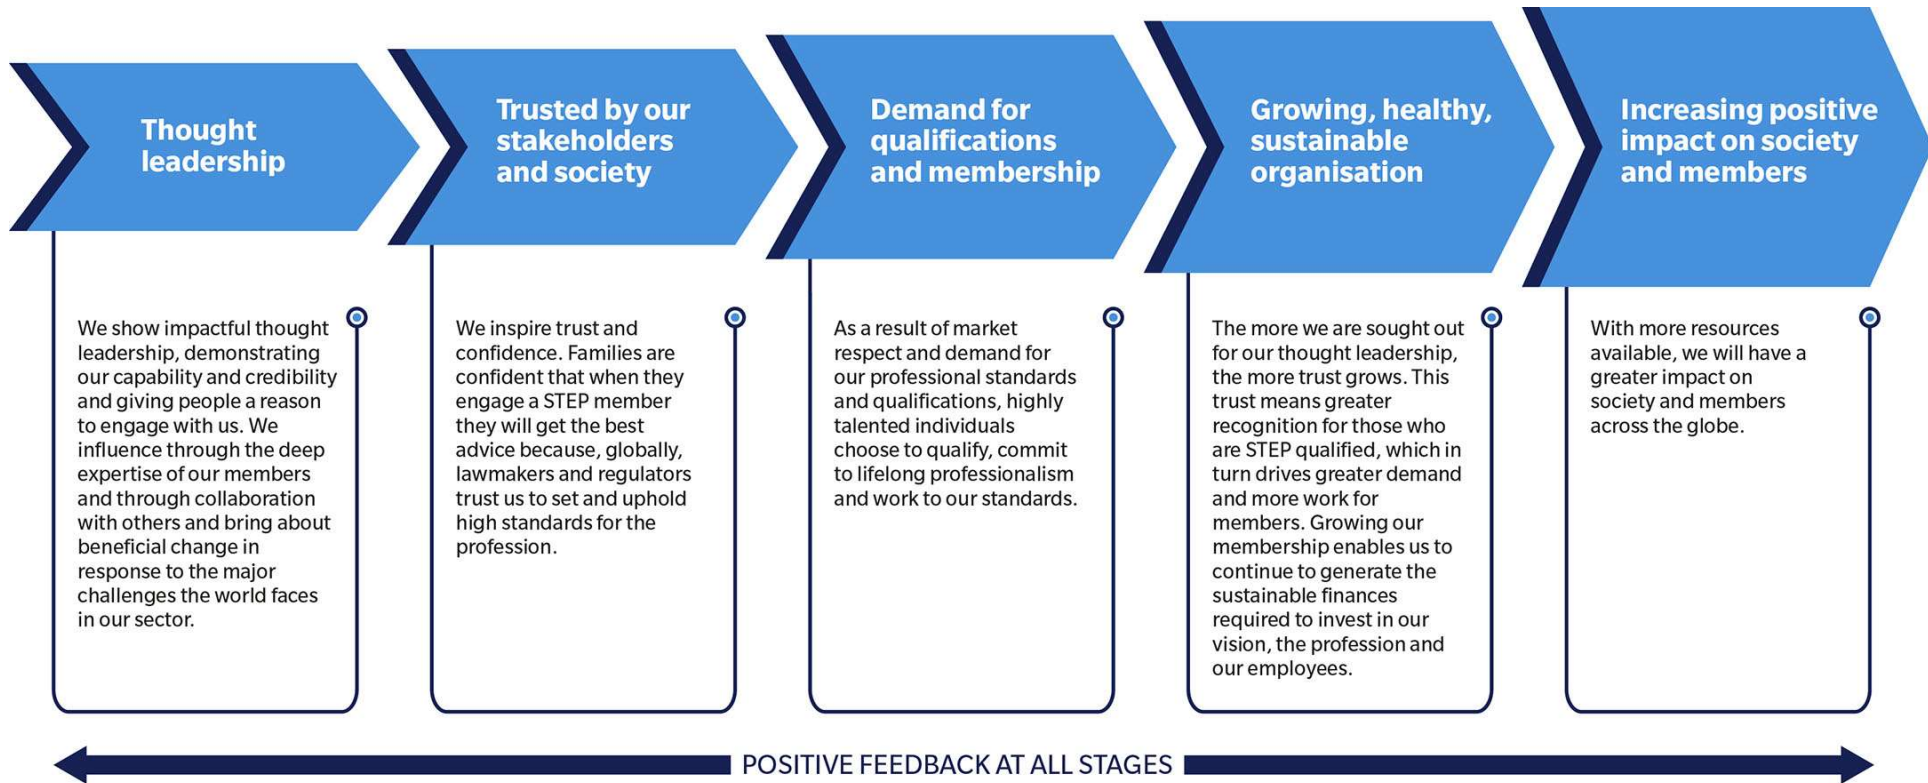 Thought
leadership
Trusted by our
stakeholders
and society
Demand for
qualifications
and membership
Growing, healthy,
sustainable
organisation
Increasing positive
impact on society
and members
We show impactful thought
leadership, demonstrating
our capability and credibility
and giving people a reason
to engage with us. We
influence through the deep
expertise of our members
and through collaboration
with others and bring about
beneficial change in
response to the major
challenges the world faces
in our sector.
We inspire trust and
confidence. Families are
confident that when they
engage a STEP member
they will get the best
advice because, globally,
lawmakers and regulators
trust us to set and uphold
high standards for the
profession.
As a result of market
respect and demand for
our professional standards
and qualifications, highly
talented individuals
choose to qualify, commit
to lifelong professionalism
and work to our standards.
The more we are sought out
for our thought leadership,
the more trust grows. This
trust means greater
recognition for those who
are STEP qualified, which in
turn drives greater demand
and more work for
members. Growing our
membership enables us to
continue to generate the
sustainable finances
required to invest in our
vision, the profession and
our employees.
With more resources
available, we will have a
greater impact on
society and members
across the globe.
POSITIVE FEEDBACK AT ALL STAGES